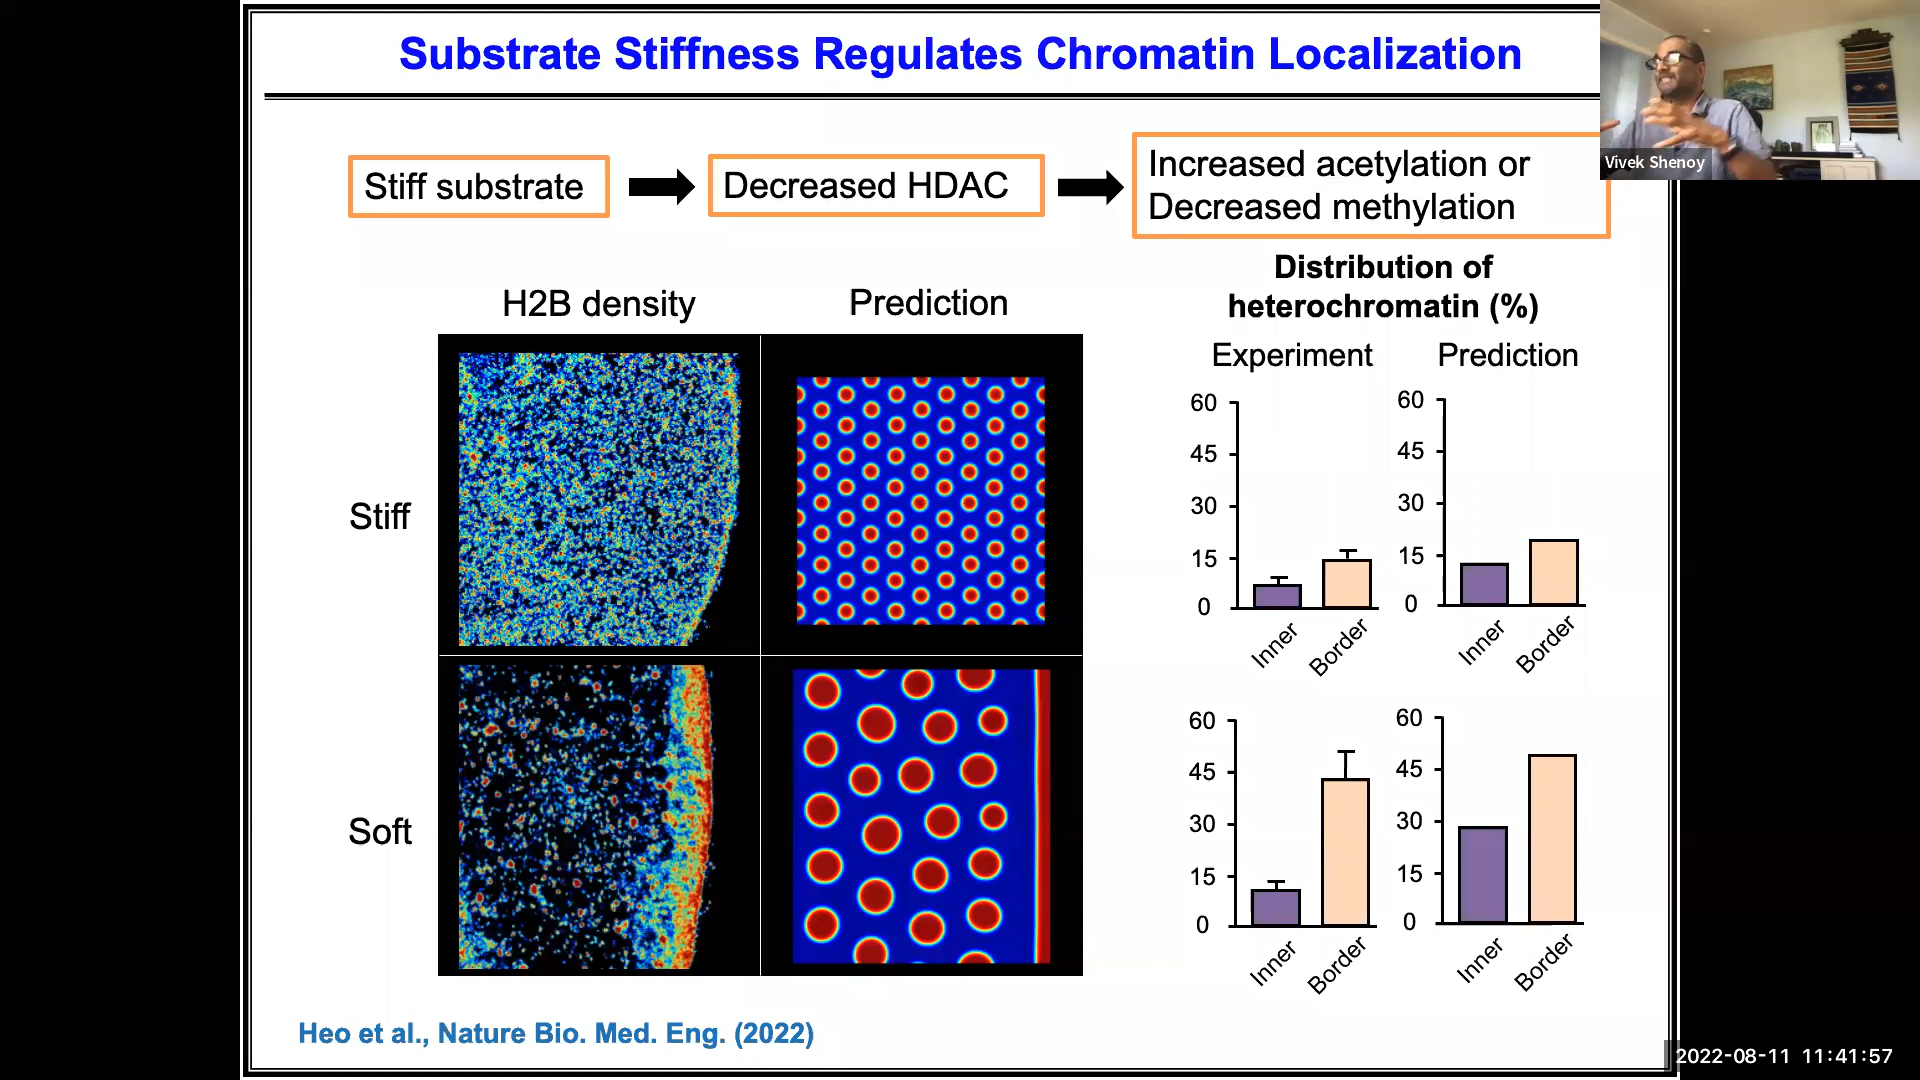 Substrate Stiffness Regulates Chromatin Localization
Vivek Shenoy
Stiff substrate
Decreased HDAC
Increased acetylation or
Decreased methylation
Distribution of
heterochromatin (%)
H2B density
Prediction
Experiment
Prediction
Stiff
60
45
30
15
0
Inner
Border
60
45
30
15
0
Inner
Border
Soft
60
45
30
15
0
Inner
Border
60
45
30
15
0
Inner
Border
Heo et al., Nature Bio. Med. Eng. (2022)
2022-08-11 11:41:57